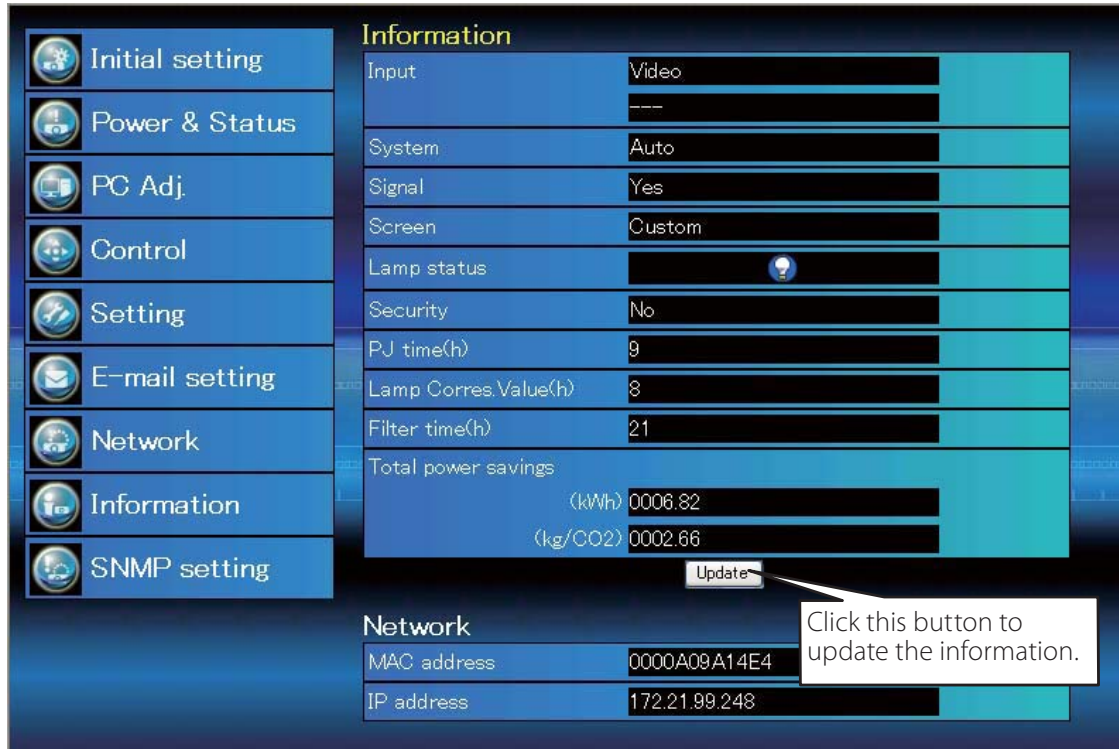 Initial setting
Power & Status
PC Adj.
Control
Setting
E-mail setting
Network
Information
SNMP setting
Information
Input Video
---
System Auto
Signal Yes
Screen Custom
Lamp status
Security No
PJ time(h) 9
Lamp Corres.Value(h) 8
Filter time(h) 21
Total power savings
(kWh) 0006.82
(kg/CO2) 0002.66
Update
Click this button to
update the information.
Network
MAC address 0000A09A14E4
IP address 172.21.99.248